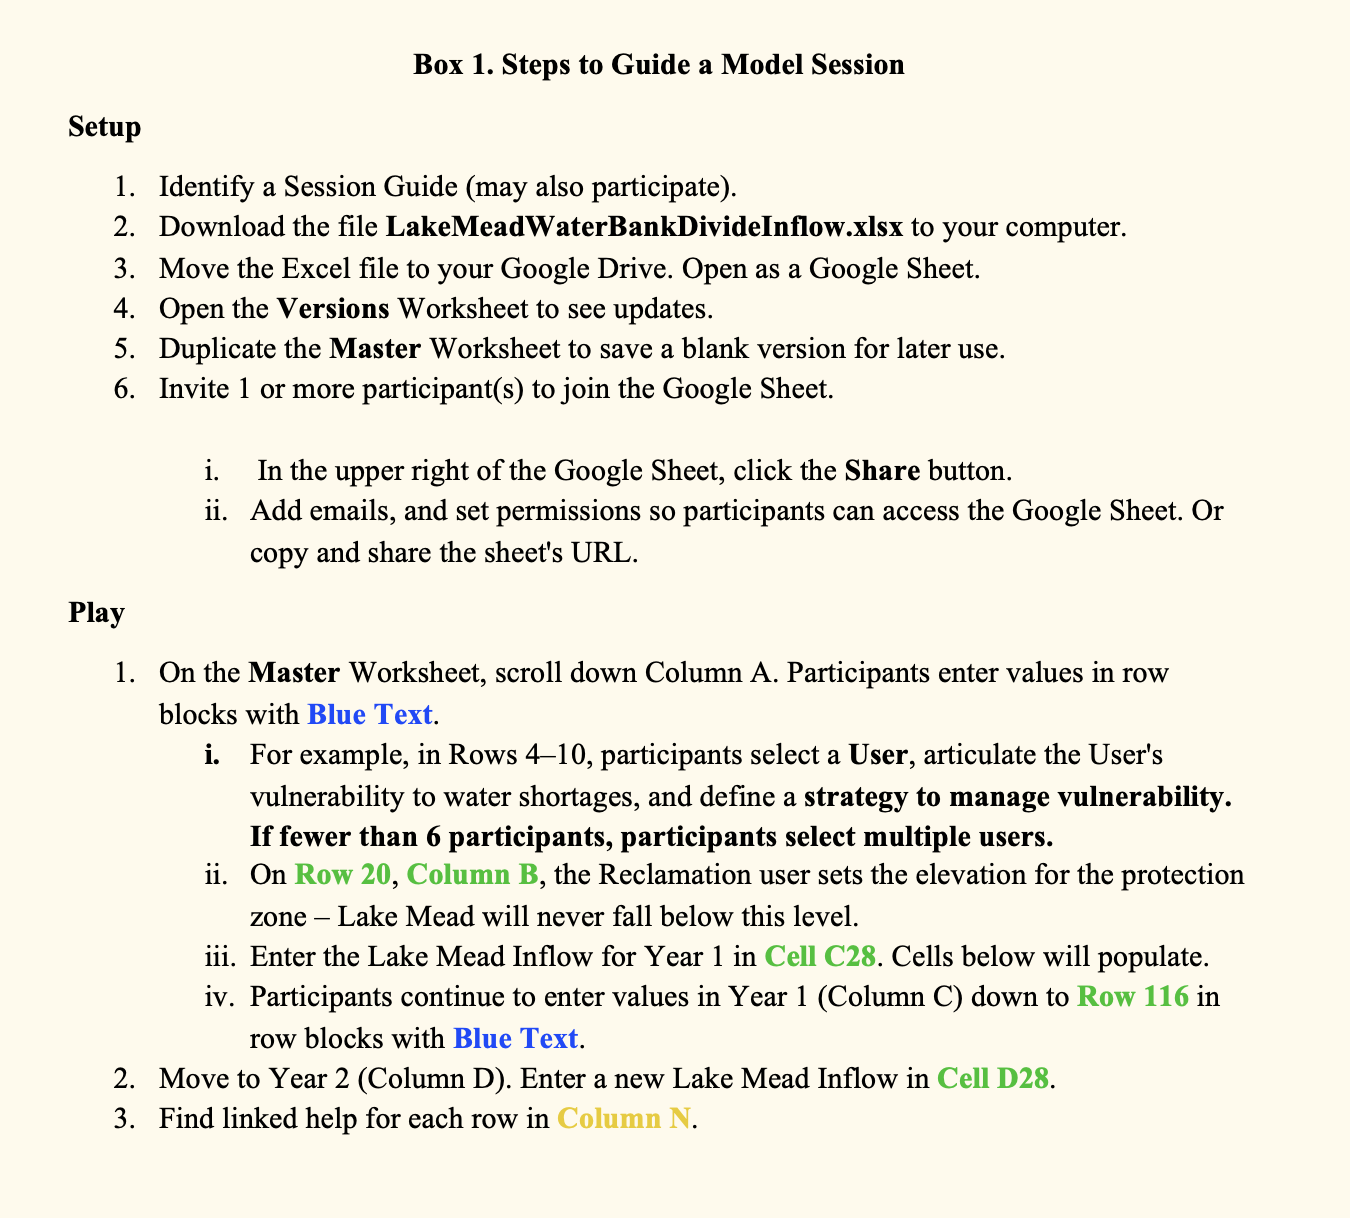 Box 1. Steps to Guide a Model Session
Setup
1. Identify a Session Guide (may also participate).
2. Download the file LakeMeadWaterBankDivideInflow.xlsx to your computer.
3. Move the Excel file to your Google Drive. Open as a Google Sheet.
4. Open the Versions Worksheet to see updates.
5. Duplicate the Master Worksheet to save a blank version for later use.
6. Invite 1 or more participant(s) to join the Google Sheet.
i. In the upper right of the Google Sheet, click the Share button.
ii. Add emails, and set permissions so participants can access the Google Sheet. Or
copy and share the sheet's URL.
Play
1. On the Master Worksheet, scroll down Column A. Participants enter values in row
blocks with Blue Text.
i. For example, in Rows 4–10, participants select a User, articulate the User's
vulnerability to water shortages, and define a strategy to manage vulnerability.
If fewer than 6 participants, participants select multiple users.
ii. On Row 20, Column B, the Reclamation user sets the elevation for the protection
zone – Lake Mead will never fall below this level.
iii. Enter the Lake Mead Inflow for Year 1 in Cell C28. Cells below will populate.
iv. Participants continue to enter values in Year 1 (Column C) down to Row 116 in
row blocks with Blue Text.
2. Move to Year 2 (Column D). Enter a new Lake Mead Inflow in Cell D28.
3. Find linked help for each row in Column N.